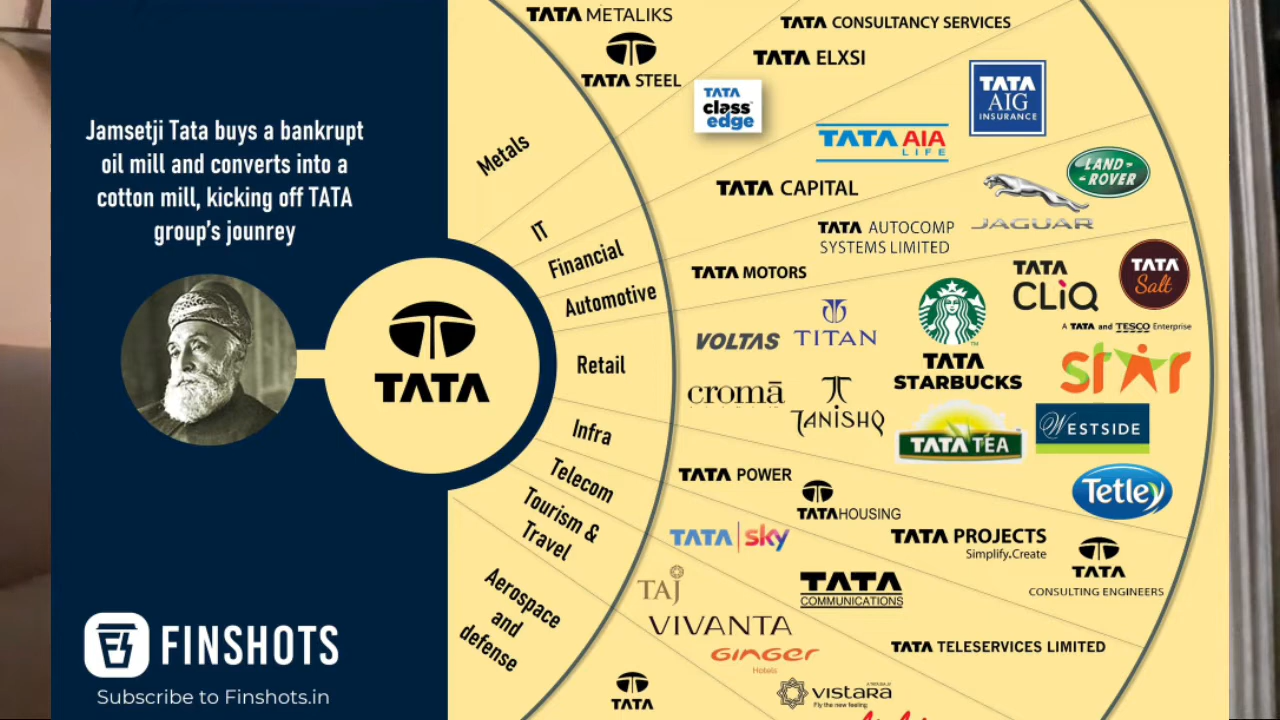 Jamsetji Tata buys a bankrupt
oil mill and converts into a
cotton mill, kicking off TATA
group's jounrey
TATA
FINSHOTS
Subscribe to Finshots.in
Metals
IT
Financial
Automotive
Retail
Infra
Telecom
Tourism &
Travel
Aerospace
and
defense
TATA METALIKS
TATA STEEL
TATA CONSULTANCY SERVICES
TATA ELXSI
TATA
class
edge
TATA
AIG
INSURANCE
TATA AIA
LIFE
TATA CAPITAL
LAND-
ROVER
JAGUAR
TATA AUTOCOMP
SYSTEMS LIMITED
TATA MOTORS
TATA
CLiQ
TATA
Salt
A TATA and TESCO Enterprise
VOLTAS
TITAN
TATA
STARBUCKS
star
cromā
TANISHQ
TATA TEA
WESTSIDE
Tetley
TATA POWER
TATA HOUSING
TATA PROJECTS
Simplify.Create
TATA
CONSULTING ENGINEERS
TATA sky
TATA
COMMUNICATIONS
TATA TELESERVICES LIMITED
TAJ
VIVANTA
GINGER
Hotels
vistara
Fly the new feeling
TATA